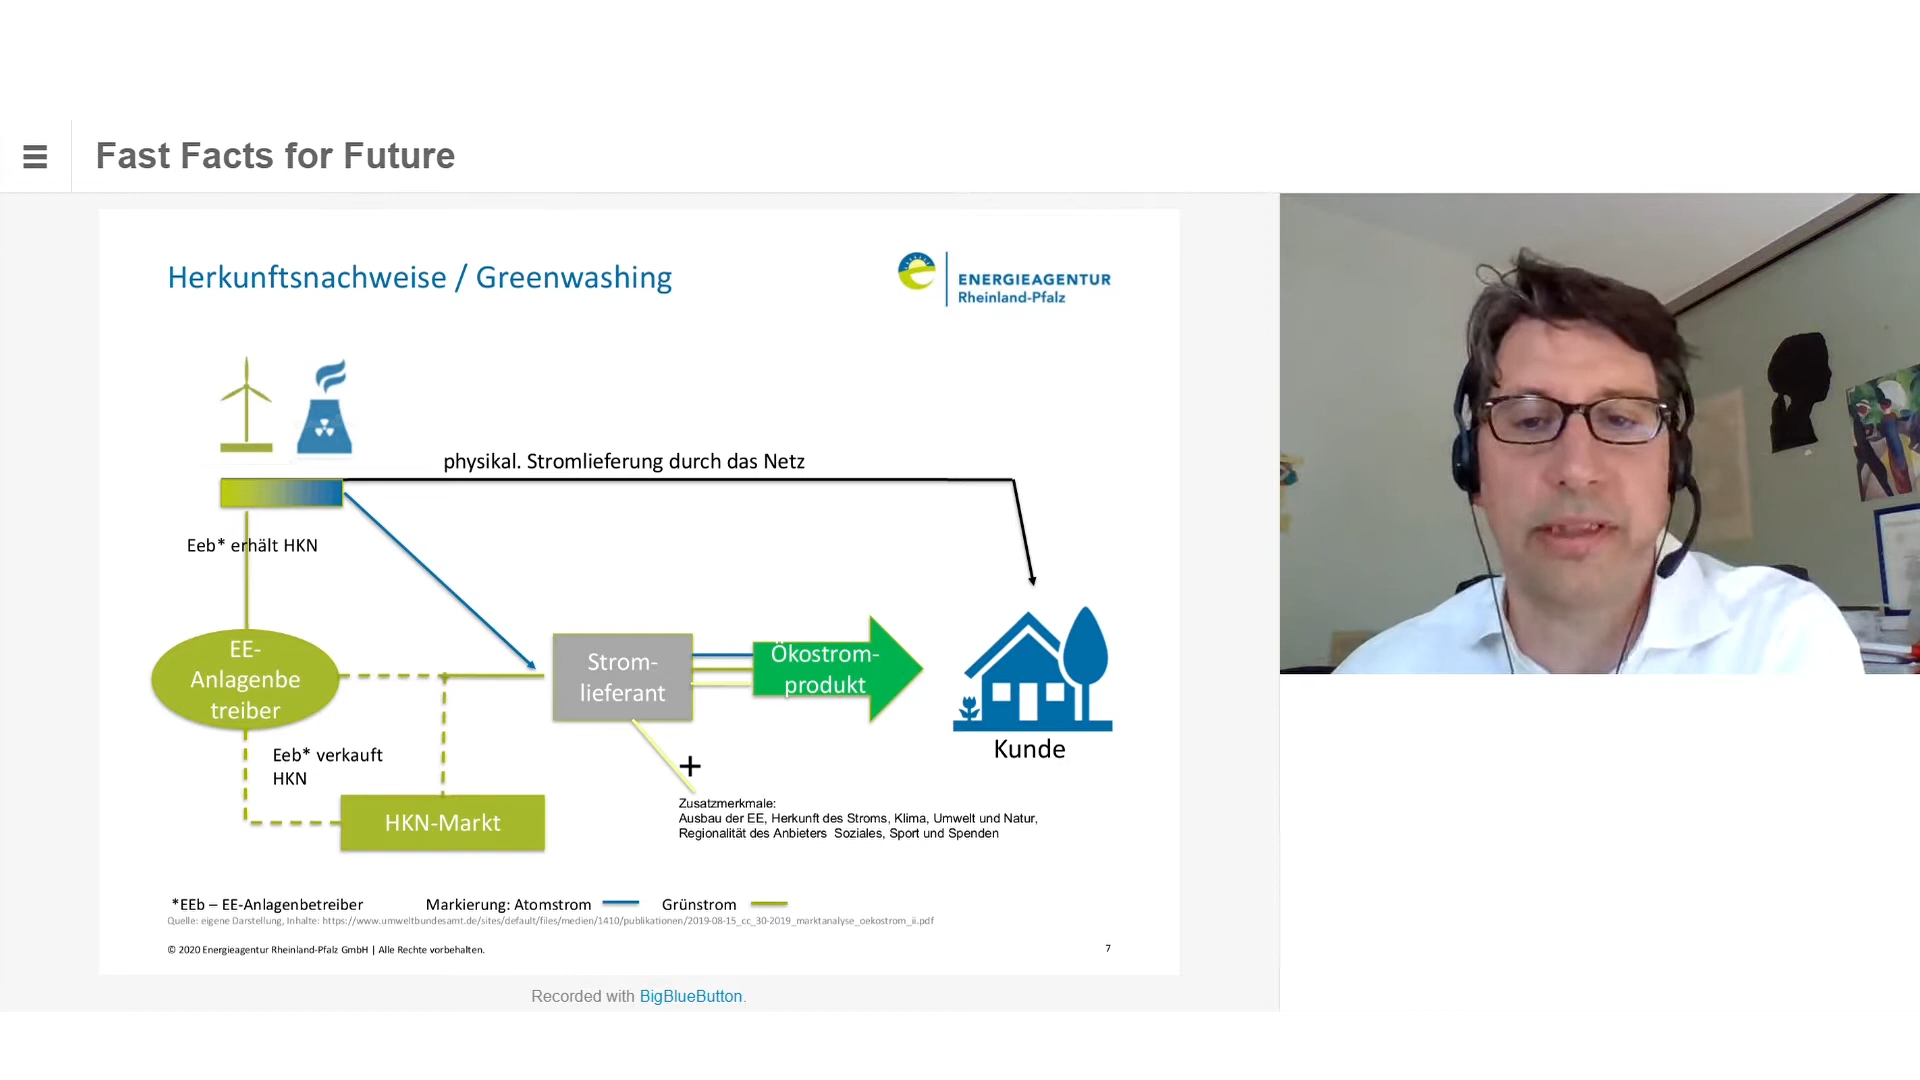 Fast Facts for Future
Herkunftsnachweise / Greenwashing
ENERGIEAGENTUR
Rheinland-Pfalz
physikal. Stromlieferung durch das Netz
Eeb* erhält HKN
EE-
Anlagenbe
treiber
Strom-
lieferant
Ökostrom-
produkt
Kunde
Eeb* verkauft
HKN
HKN-Markt
+
Zusatzmerkmale:
Ausbau der EE, Herkunft des Stroms, Klima, Umwelt und Natur,
Regionalität des Anbieters  Soziales, Sport und Spenden
*EEb – EE-Anlagenbetreiber Markierung: Atomstrom Grünstrom
Quelle: eigene Darstellung, Inhalte: https://www.umweltbundesamt.de/sites/default/files/medien/1410/publikationen/2019-08-15_cc_30-2019_marktanalyse_oekostrom_ii.pdf
© 2020 Energieagentur Rheinland-Pfalz GmbH | Alle Rechte vorbehalten.
7
Recorded with BigBlueButton.